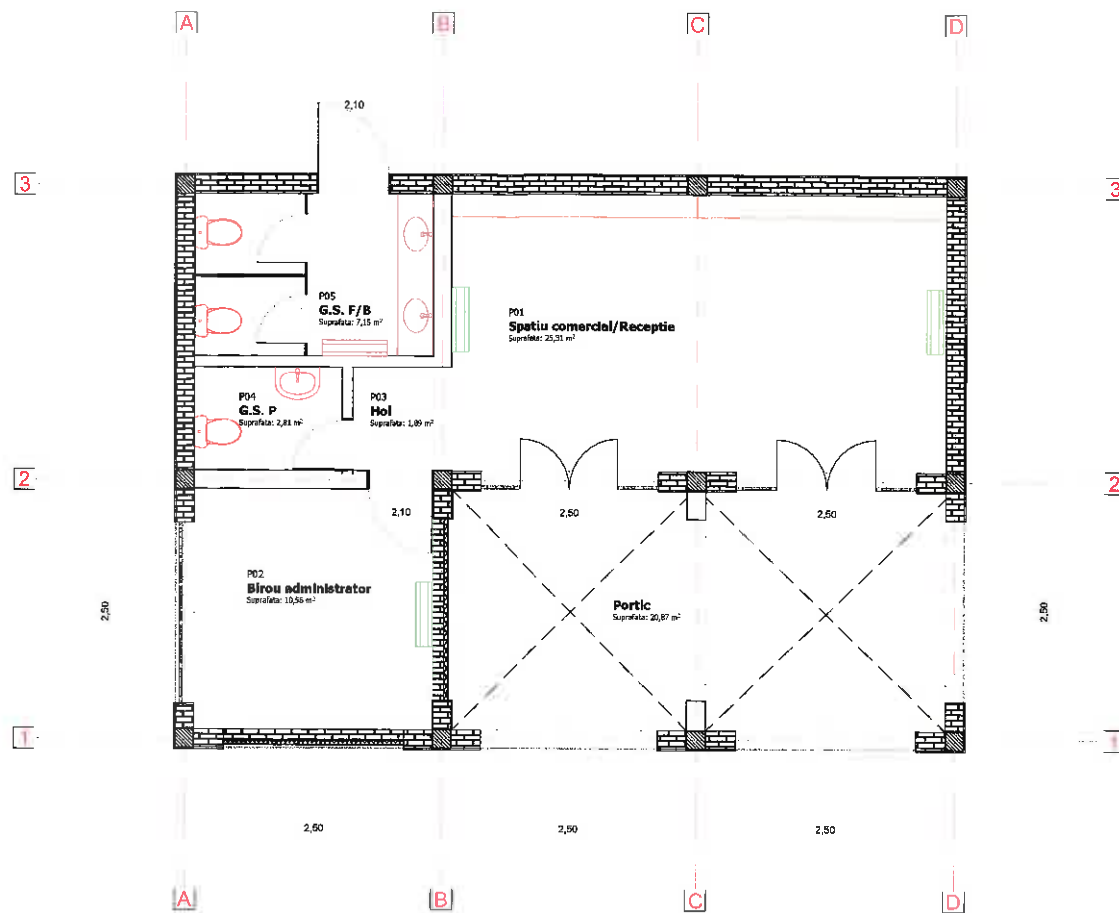 A
B
C
D
2,10
3
3
P05
G.S. F/B
Suprafata: 7,15 m²
P01
Spatiu comercial/Receptie
Suprafata: 25,31 m²
P04
G.S. P
Suprafata: 2,81 m²
P03
Hol
Suprafata: 1,89 m²
2
2
2,10
2,50
2,50
P02
Birou administrator
Suprafata: 10,56 m²
Portic
Suprafata: 20,87 m²
2,50
2,50
1
1
2,50
2,50
2,50
A
B
C
D